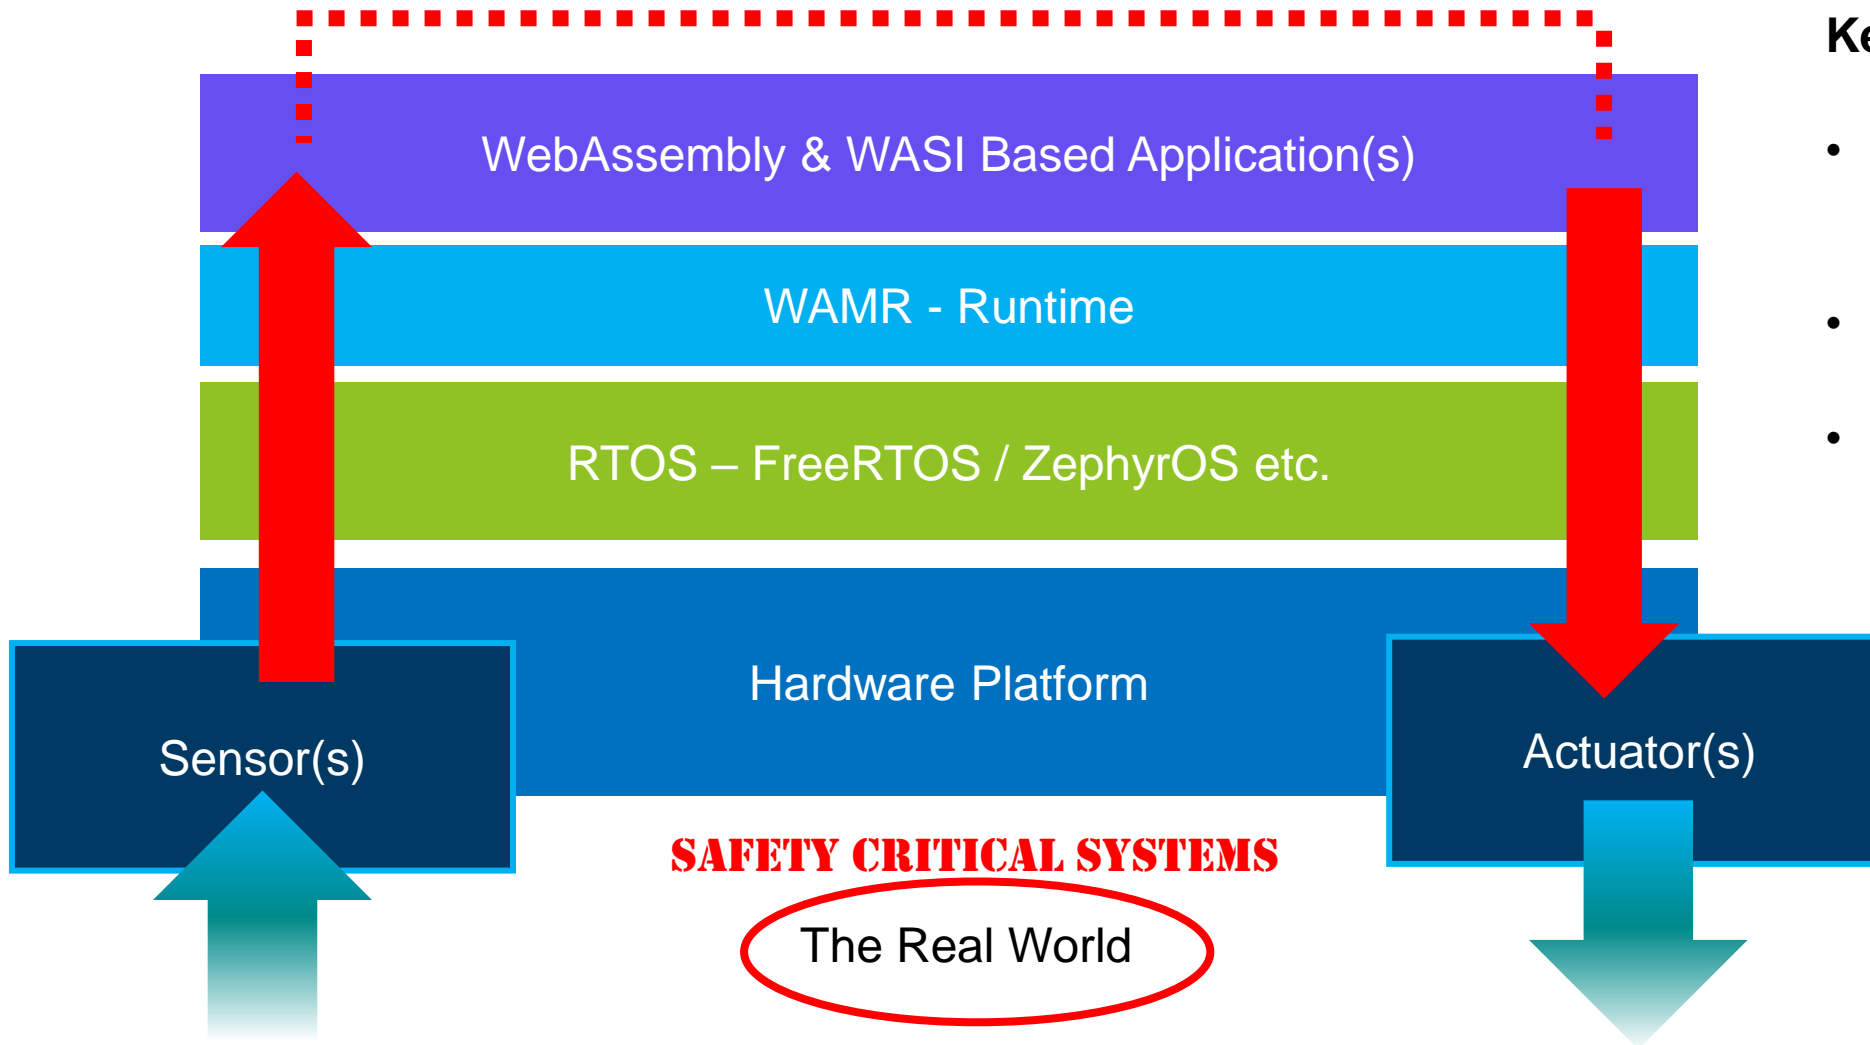 Ke
WebAssembly & WASI Based Application(s)
•
WAMR - Runtime
•
RTOS – FreeRTOS / ZephyrOS etc.
•
Hardware Platform
Sensor(s)
Actuator(s)
SAFETY CRITICAL SYSTEMS
The Real World